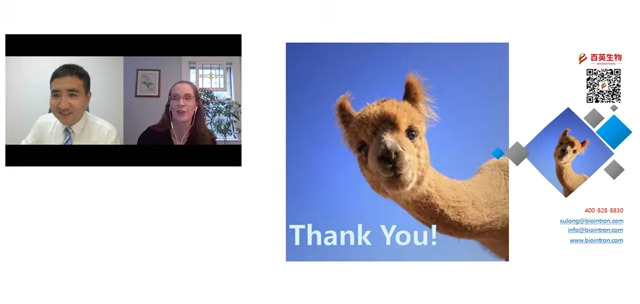 百英生物
Thank You!
400-828-8830
xulong@biointron.com
info@biointron.com
www.biointron.com